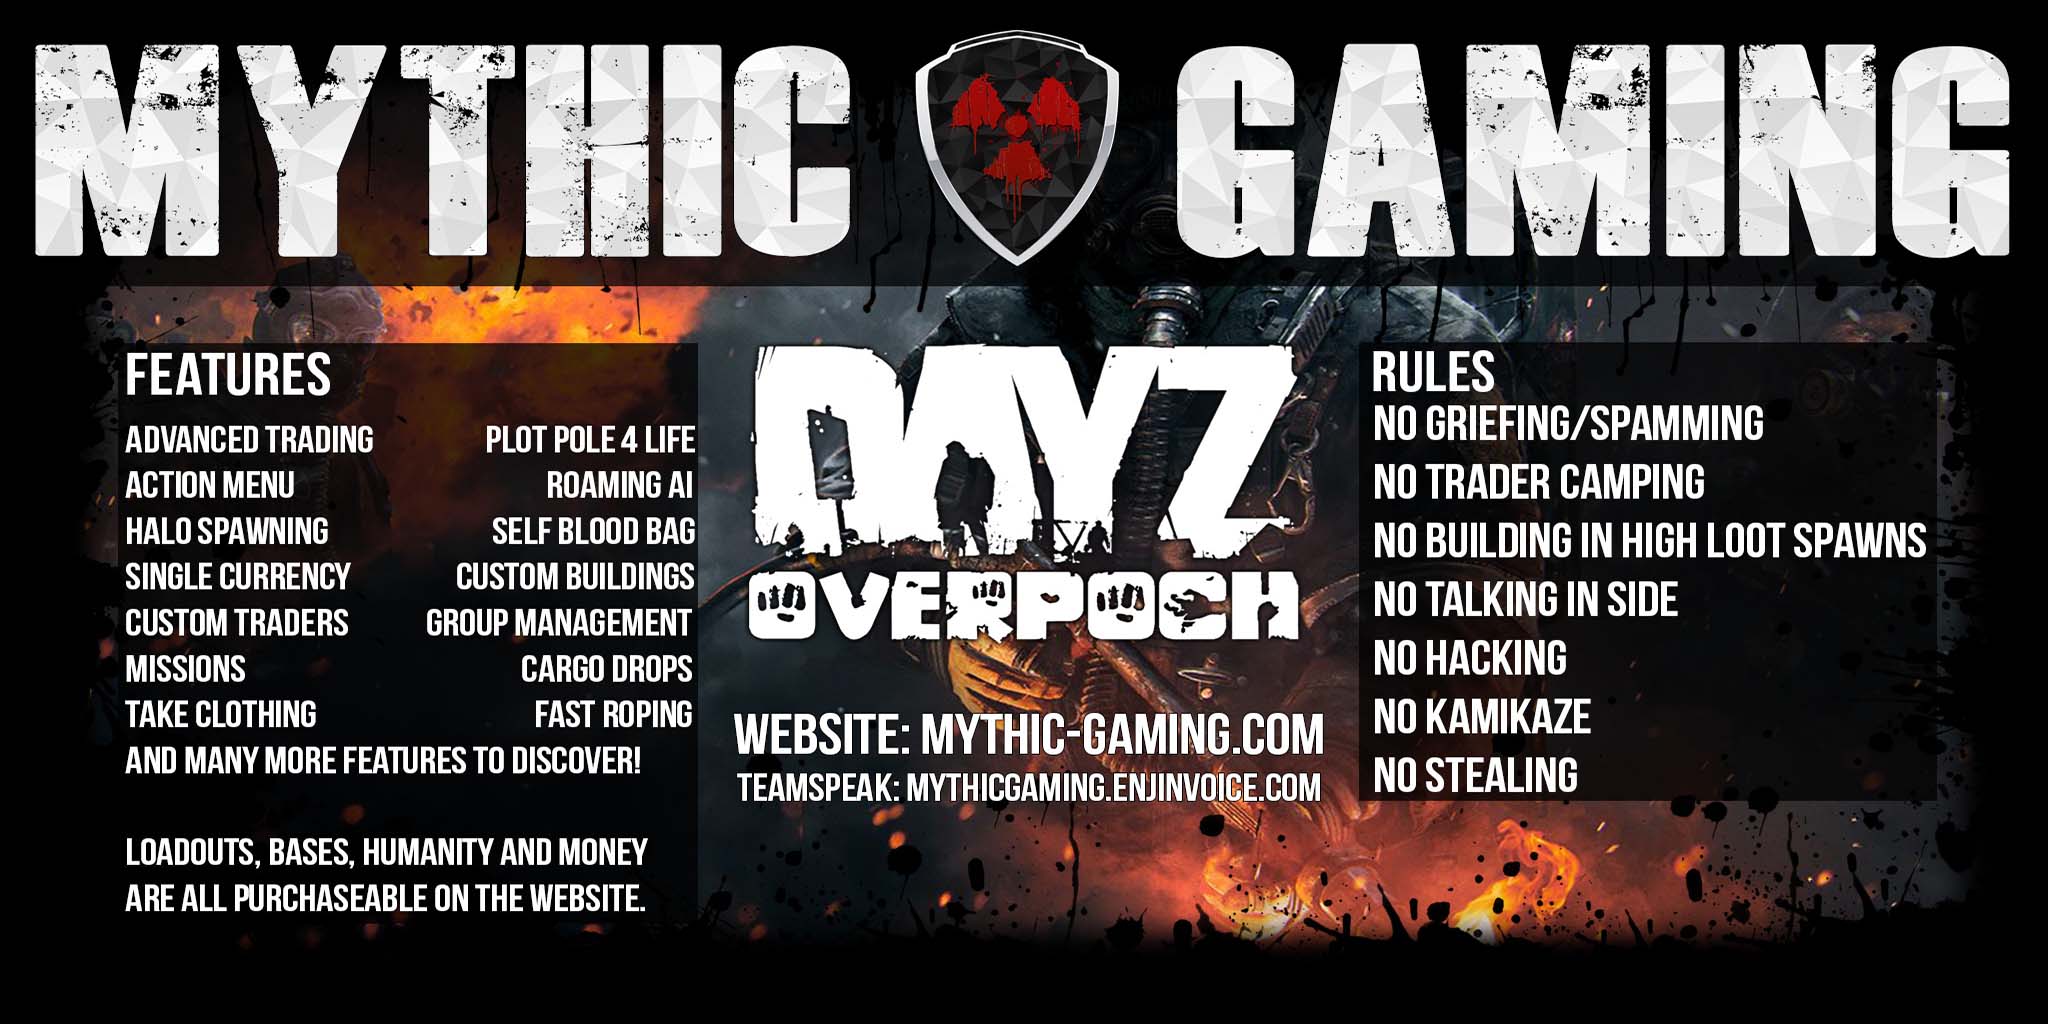 MYTHIC GAMING
FEATURES
ADVANCED TRADING
ACTION MENU
HALO SPAWNING
SINGLE CURRENCY
CUSTOM TRADERS
MISSIONS
TAKE CLOTHING
PLOT POLE 4 LIFE
ROAMING AI
SELF BLOOD BAG
CUSTOM BUILDINGS
GROUP MANAGEMENT
CARGO DROPS
FAST ROPING
AND MANY MORE FEATURES TO DISCOVER!
LOADOUTS, BASES, HUMANITY AND MONEY
ARE ALL PURCHASEABLE ON THE WEBSITE.
DAYZ
OVERPOCH
WEBSITE: MYTHIC-GAMING.COM
TEAMSPEAK: MYTHICGAMING.ENJINVOICE.COM
RULES
NO GRIEFING/SPAMMING
NO TRADER CAMPING
NO BUILDING IN HIGH LOOT SPAWNS
NO TALKING IN SIDE
NO HACKING
NO KAMIKAZE
NO STEALING